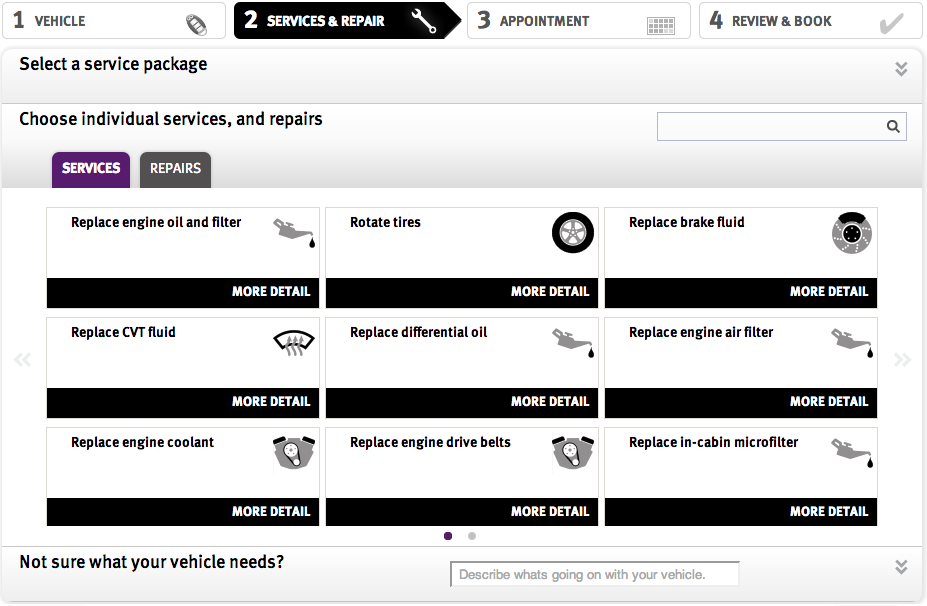 1 VEHICLE
2 SERVICES & REPAIR
3 APPOINTMENT
4 REVIEW & BOOK
Select a service package
Choose individual services, and repairs
SERVICES
REPAIRS
Replace engine oil and filter
MORE DETAIL
Rotate tires
MORE DETAIL
Replace brake fluid
MORE DETAIL
Replace CVT fluid
MORE DETAIL
Replace differential oil
MORE DETAIL
Replace engine air filter
MORE DETAIL
Replace engine coolant
MORE DETAIL
Replace engine drive belts
MORE DETAIL
Replace in-cabin microfilter
MORE DETAIL
Not sure what your vehicle needs?
Describe whats going on with your vehicle.